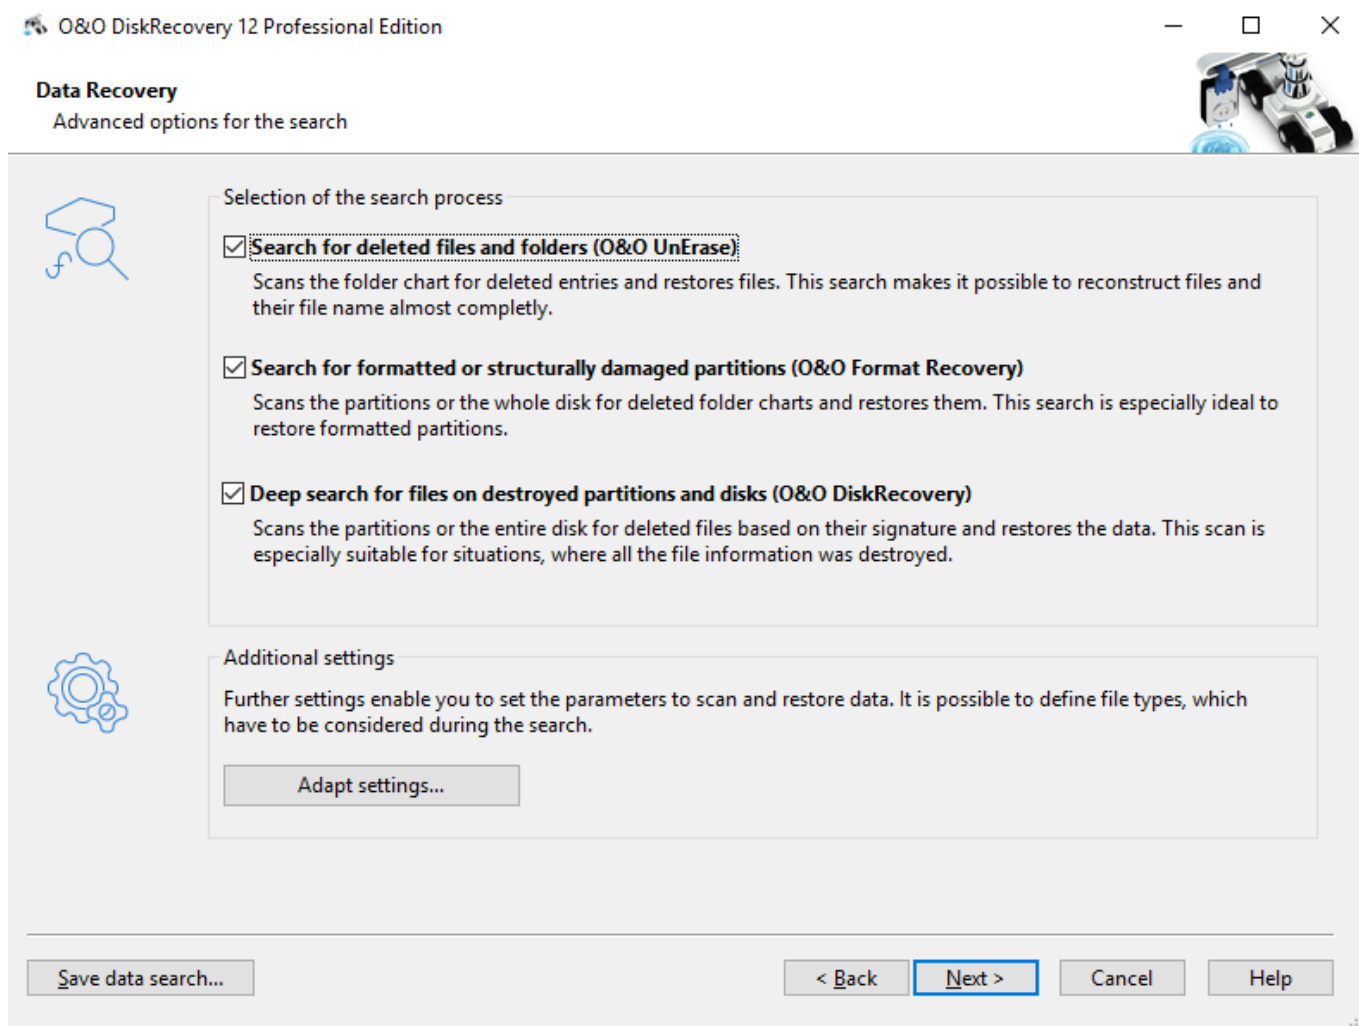 O&O DiskRecovery 12 Professional Edition
Data Recovery
Advanced options for the search
Selection of the search process
Search for deleted files and folders (O&O UnErase)
Scans the folder chart for deleted entries and restores files. This search makes it possible to reconstruct files and
their file name almost completly.
Search for formatted or structurally damaged partitions (O&O Format Recovery)
Scans the partitions or the whole disk for deleted folder charts and restores them. This search is especially ideal to
restore formatted partitions.
Deep search for files on destroyed partitions and disks (O&O DiskRecovery)
Scans the partitions or the entire disk for deleted files based on their signature and restores the data. This scan is
especially suitable for situations, where all the file information was destroyed.
Additional settings
Further settings enable you to set the parameters to scan and restore data. It is possible to define file types, which
have to be considered during the search.
Adapt settings...
Save data search...
< Back
Next >
Cancel
Help